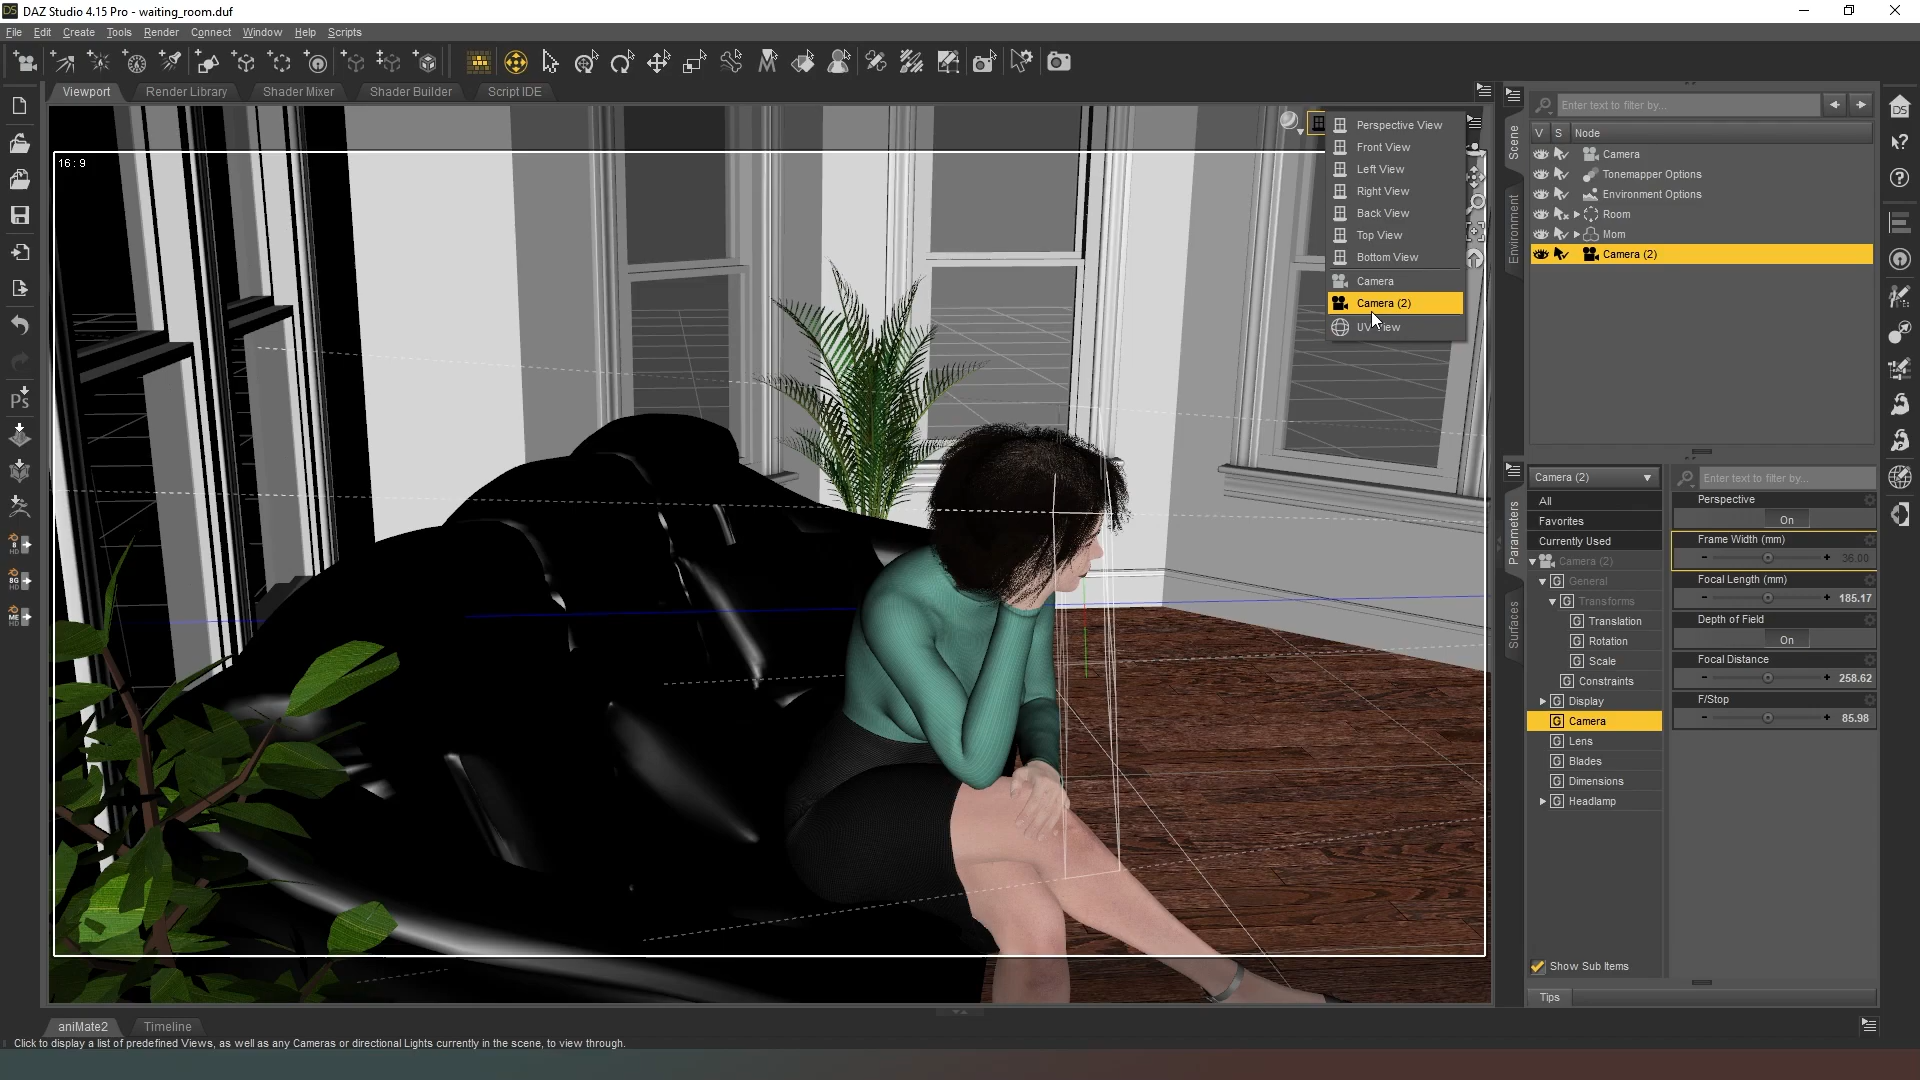 DAZ Studio 4.15 Pro - waiting_room.duf
File Edit Create Tools Render Connect Window Help Scripts
Viewport Render Library Shader Mixer Shader Builder Script IDE
16 : 9
Perspective View
Front View
Left View
Right View
Back View
Top View
Bottom View
Camera
Camera (2)
UV View
Scene
Environment
Enter text to filter by...
V S Node
Camera
Tonemapper Options
Environment Options
Room
Mom
Camera (2)
Parameters
Surfaces
Camera (2)
All
Favorites
Currently Used
Camera (2)
General
Transforms
Translation
Rotation
Scale
Constraints
Display
Camera
Lens
Blades
Dimensions
Headlamp
Show Sub Items
Enter text to filter by...
Perspective
On
Frame Width (mm)
36.00
Focal Length (mm)
185.17
Depth of Field
On
Focal Distance
258.62
F/Stop
85.98
Tips
aniMate2 Timeline
Click to display a list of predefined Views, as well as any Cameras or directional Lights currently in the scene, to view through.